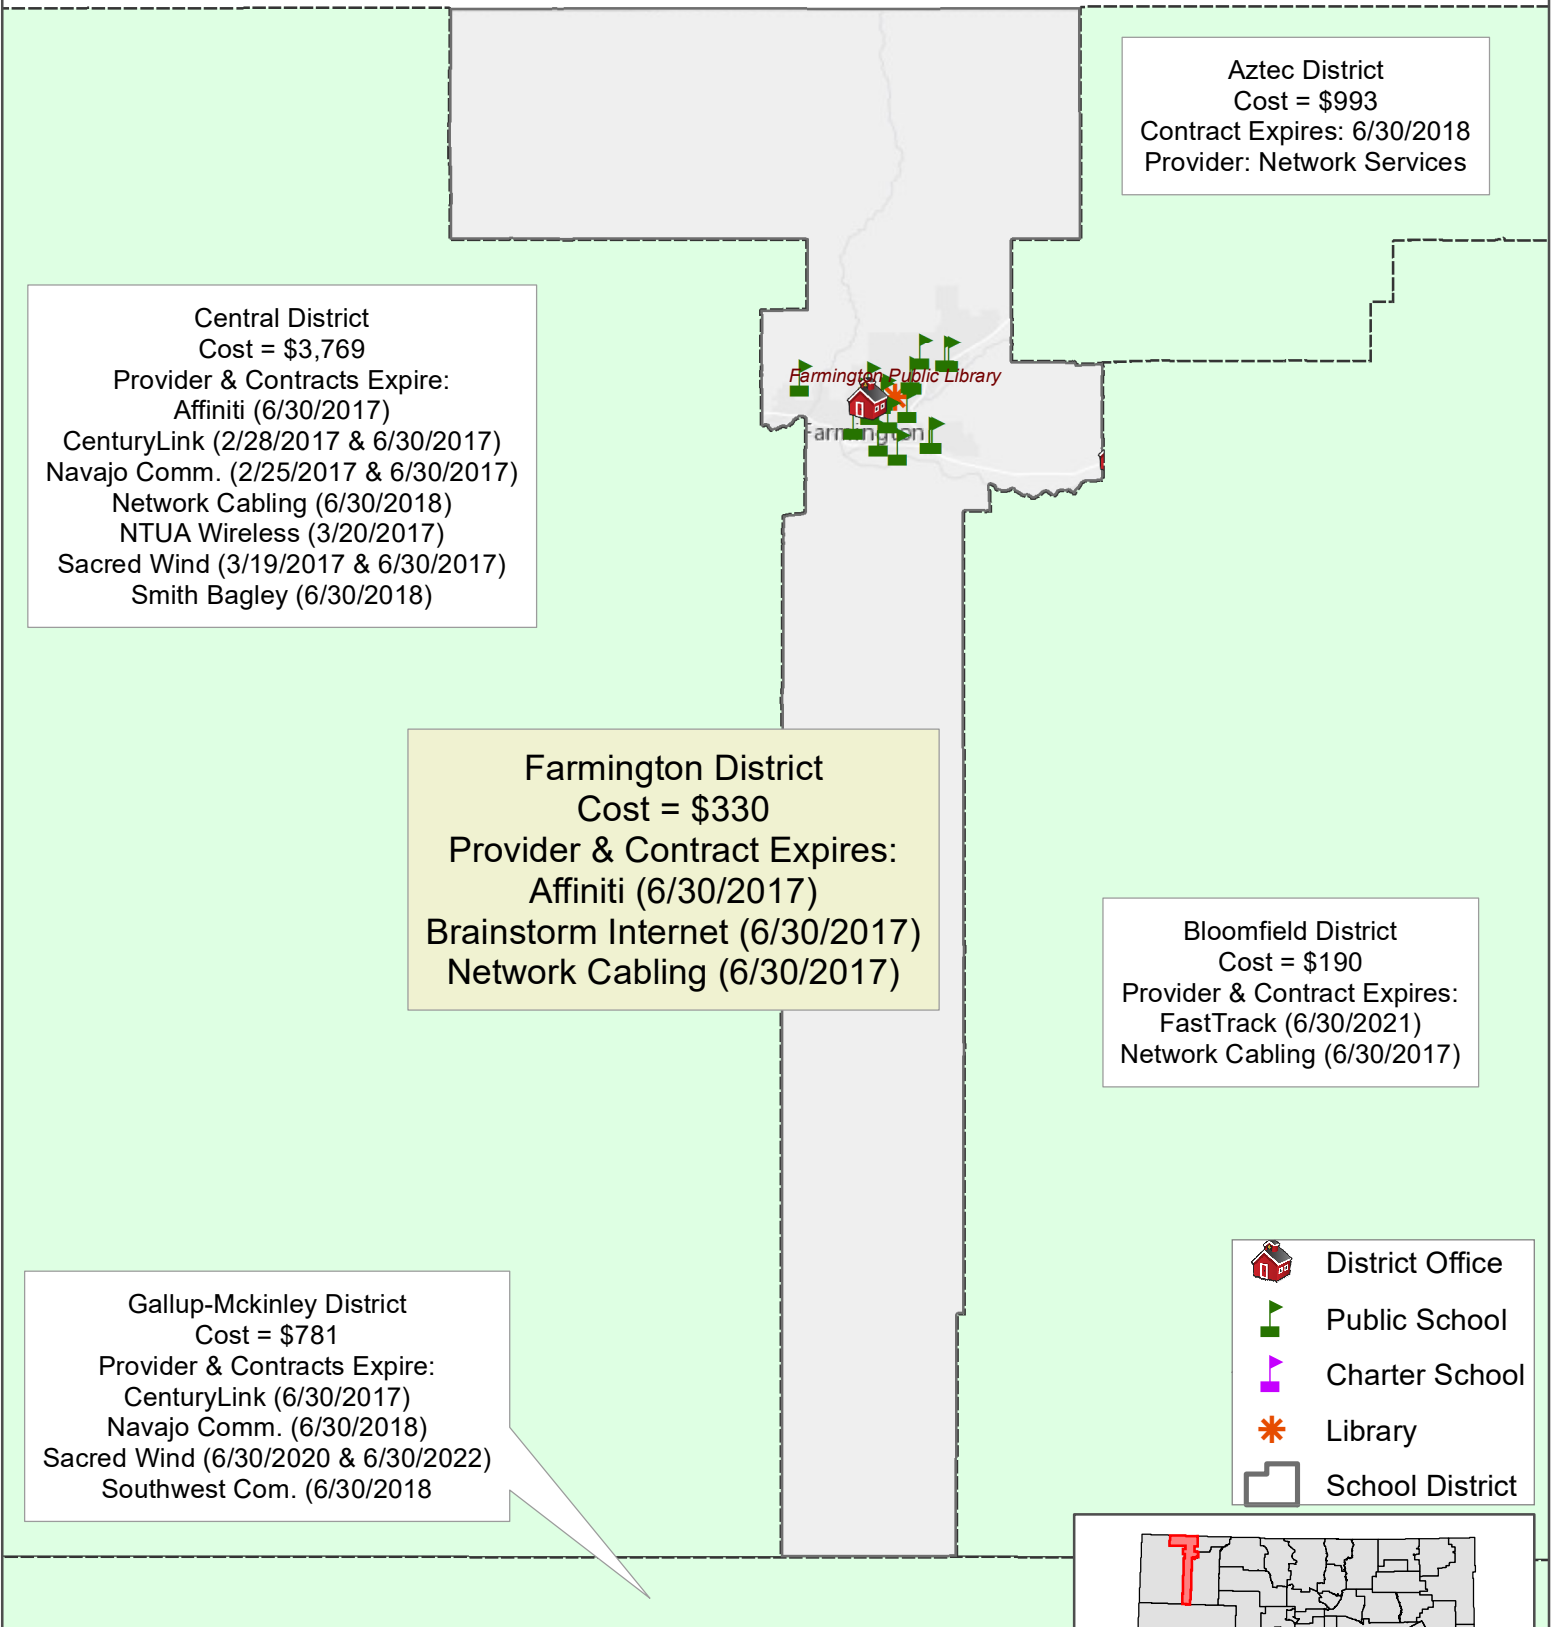 Aztec District
Cost = $993
Contract Expires: 6/30/2018
Provider: Network Services
Central District
Cost = $3,769
Provider & Contracts Expire:
Affiniti (6/30/2017)
CenturyLink (2/28/2017 & 6/30/2017)
Navajo Comm. (2/25/2017 & 6/30/2017)
Network Cabling (6/30/2018)
NTUA Wireless (3/20/2017)
Sacred Wind (3/19/2017 & 6/30/2017)
Smith Bagley (6/30/2018)
Farmington Public Library
Farmington
Farmington District
Cost = $330
Provider & Contract Expires:
Affiniti (6/30/2017)
Brainstorm Internet (6/30/2017)
Network Cabling (6/30/2017)
Bloomfield District
Cost = $190
Provider & Contract Expires:
FastTrack (6/30/2021)
Network Cabling (6/30/2017)
Gallup-Mckinley District
Cost = $781
Provider & Contracts Expire:
CenturyLink (6/30/2017)
Navajo Comm. (6/30/2018)
Sacred Wind (6/30/2020 & 6/30/2022)
Southwest Com. (6/30/2018
District Office
Public School
Charter School
Library
School District